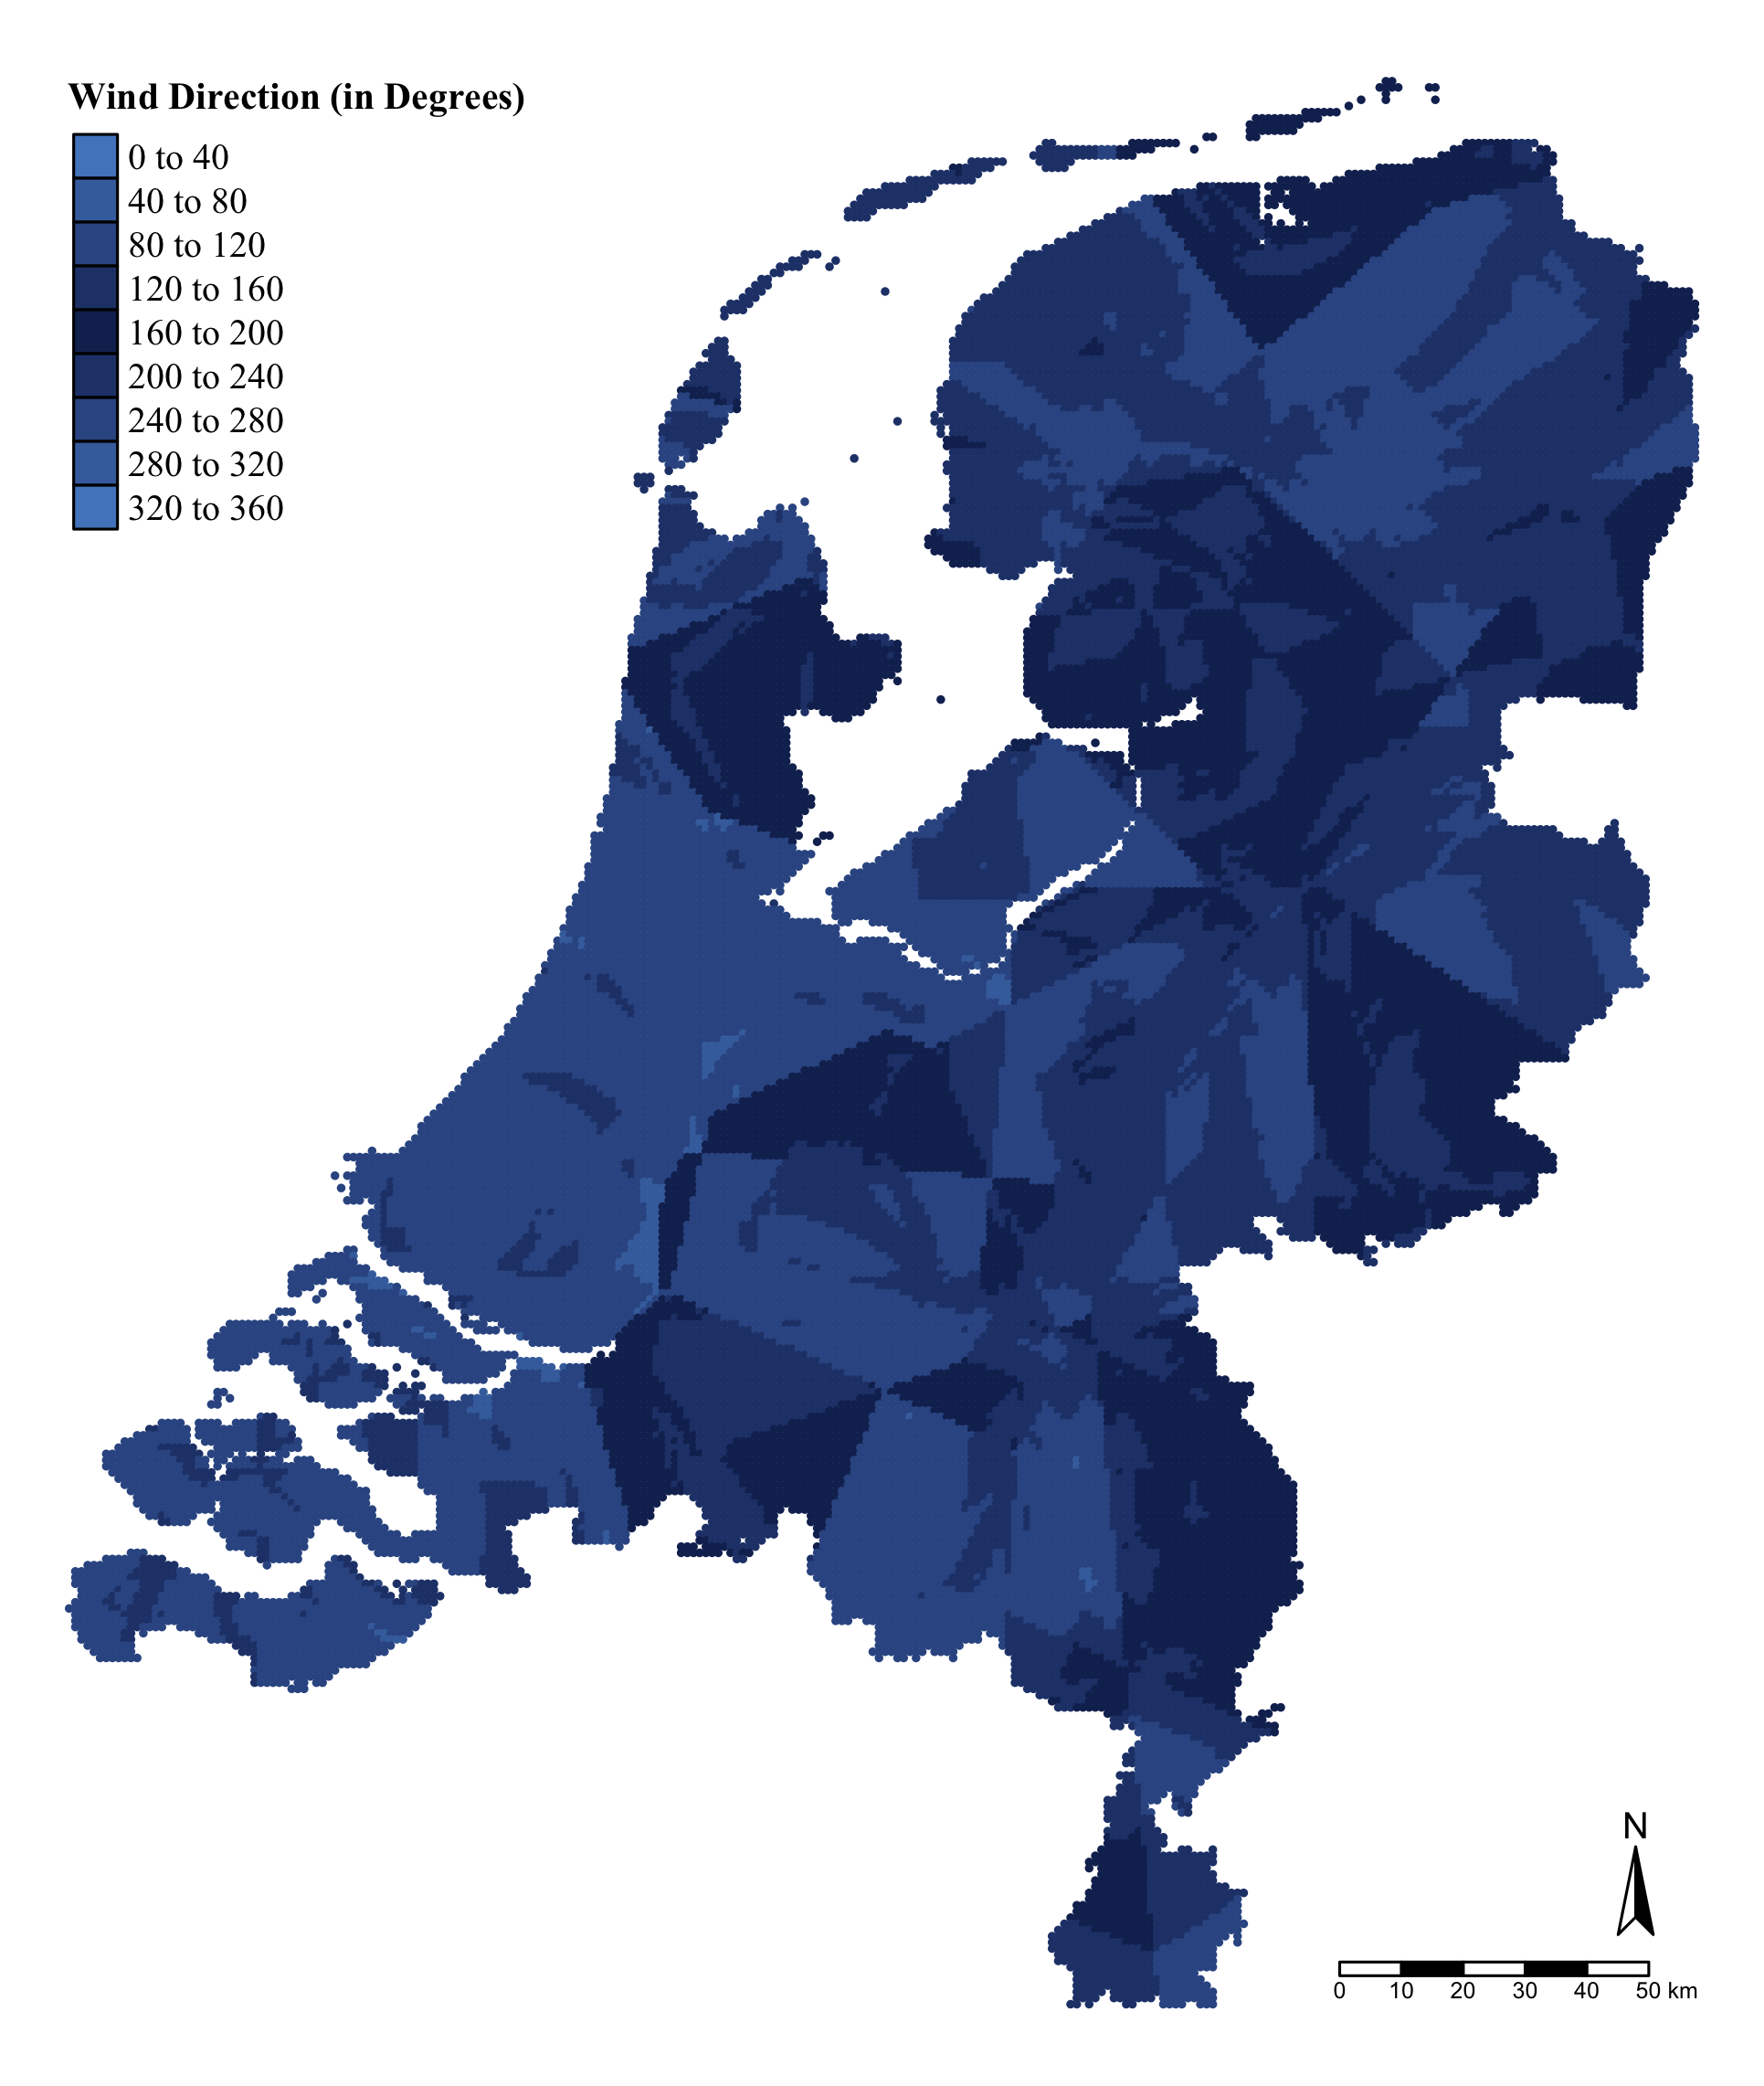 Wind Direction (in Degrees)
0 to 40
40 to 80
80 to 120
120 to 160
160 to 200
200 to 240
240 to 280
280 to 320
320 to 360
N
0 10 20 30 40 50 km